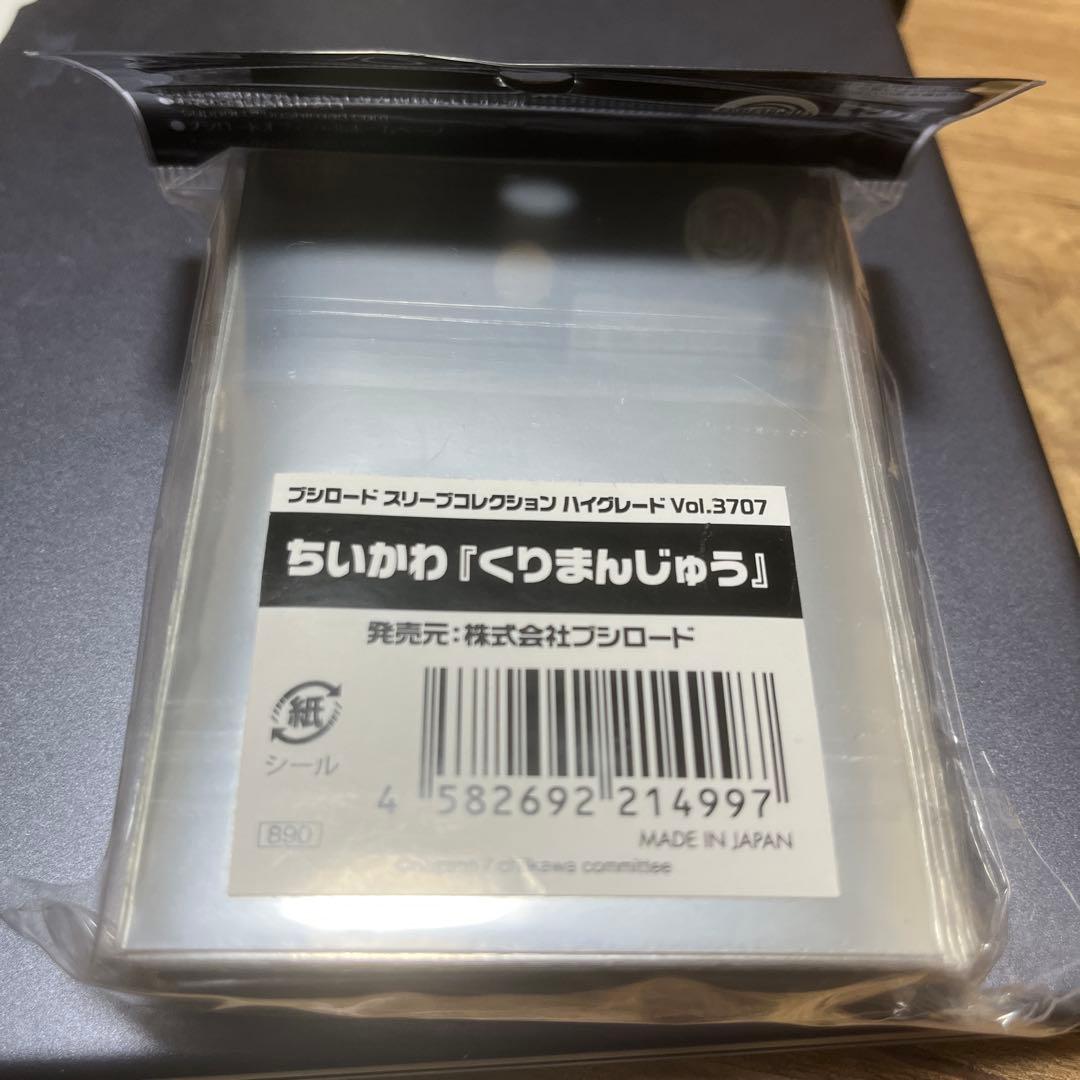 ブシロード スリーブコレクション ハイグレード Vol.3707
ちいかわ『くりまんじゅう』
発売元:株式会社ブシロード
紙
シール
4 582692 214997
890
MADE IN JAPAN
/ chiikawa committee